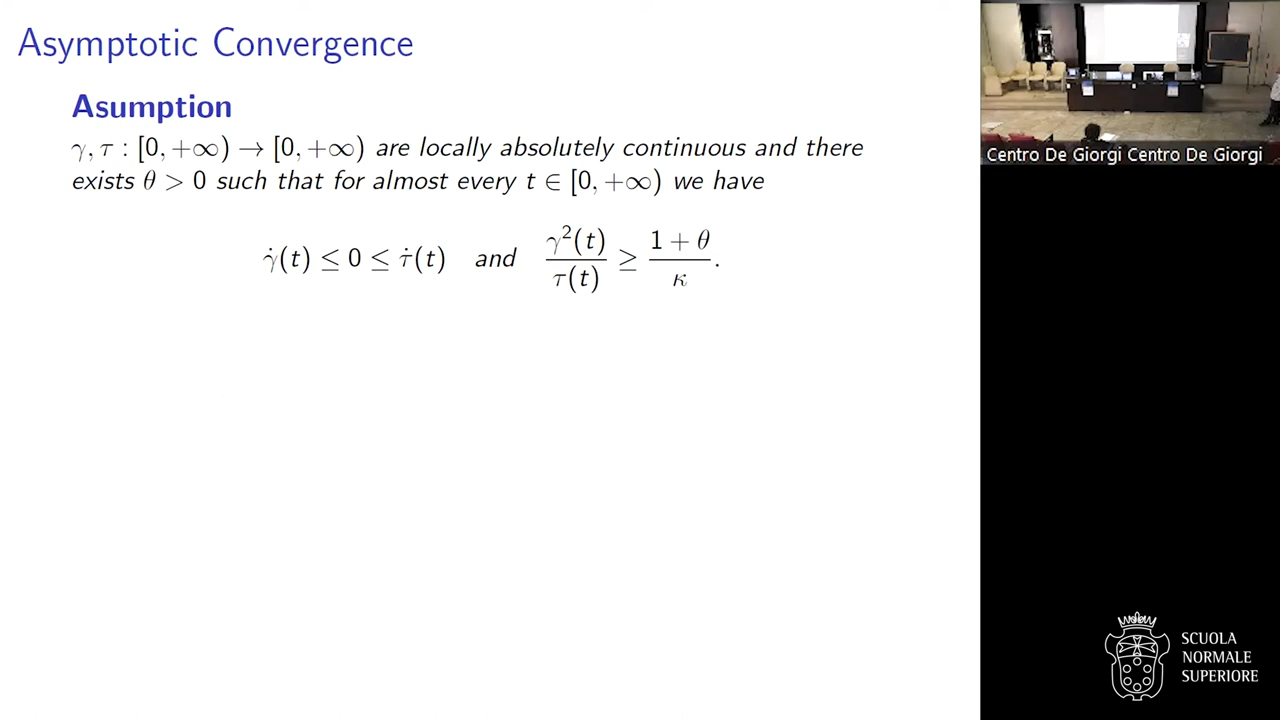 Asymptotic Convergence
Asumption
γ, τ : [0, +∞) → [0, +∞) are locally absolutely continuous and there
exists θ > 0 such that for almost every t ∈ [0, +∞) we have
γ̇(t) ≤ 0 ≤ τ̇(t) and γ²(t)/τ(t) ≥ (1 + θ)/κ.
Centro De Giorgi Centro De Giorgi
SCUOLA
NORMALE
SUPERIORE